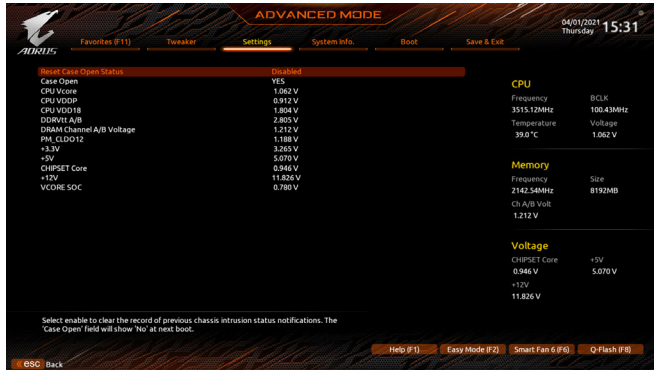 ADVANCED MODE
04/01/2021 Thursday 15:31
AORUS
Favorites (F11) Tweaker Settings System Info. Boot Save & Exit
Reset Case Open Status Disabled
Case Open YES
CPU Vcore 1.062 V
CPU VDDP 0.912 V
CPU VDD18 1.804 V
DDRVtt A/B 2.805 V
DRAM Channel A/B Voltage 1.212 V
PM_CLDO12 1.188 V
+3.3V 3.265 V
+5V 5.070 V
CHIPSET Core 0.946 V
+12V 11.826 V
VCORE SOC 0.780 V
CPU
Frequency BCLK
3515.12MHz 100.43MHz
Temperature Voltage
39.0 °C 1.062 V
Memory
Frequency Size
2142.54MHz 8192MB
Ch A/B Volt
1.212 V
Voltage
CHIPSET Core +5V
0.946 V 5.070 V
+12V
11.826 V
Select enable to clear the record of previous chassis intrusion status notifications. The
'Case Open' field will show 'No' at next boot.
Help (F1) Easy Mode (F2) Smart Fan 6 (F6) Q-Flash (F8)
esc Back